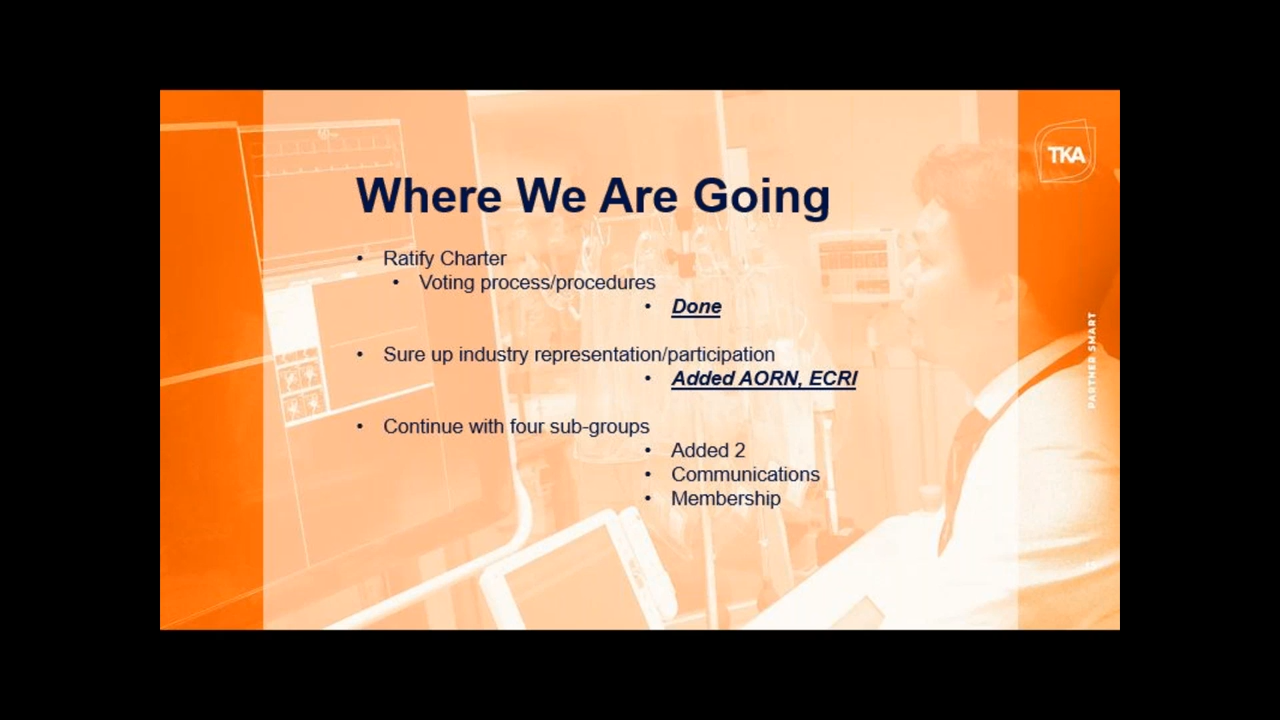 TKA
Where We Are Going
• Ratify Charter
• Voting process/procedures
• Done
• Sure up industry representation/participation
• Added AORN, ECRI
• Continue with four sub-groups
• Added 2
• Communications
• Membership
PARTNER SMART